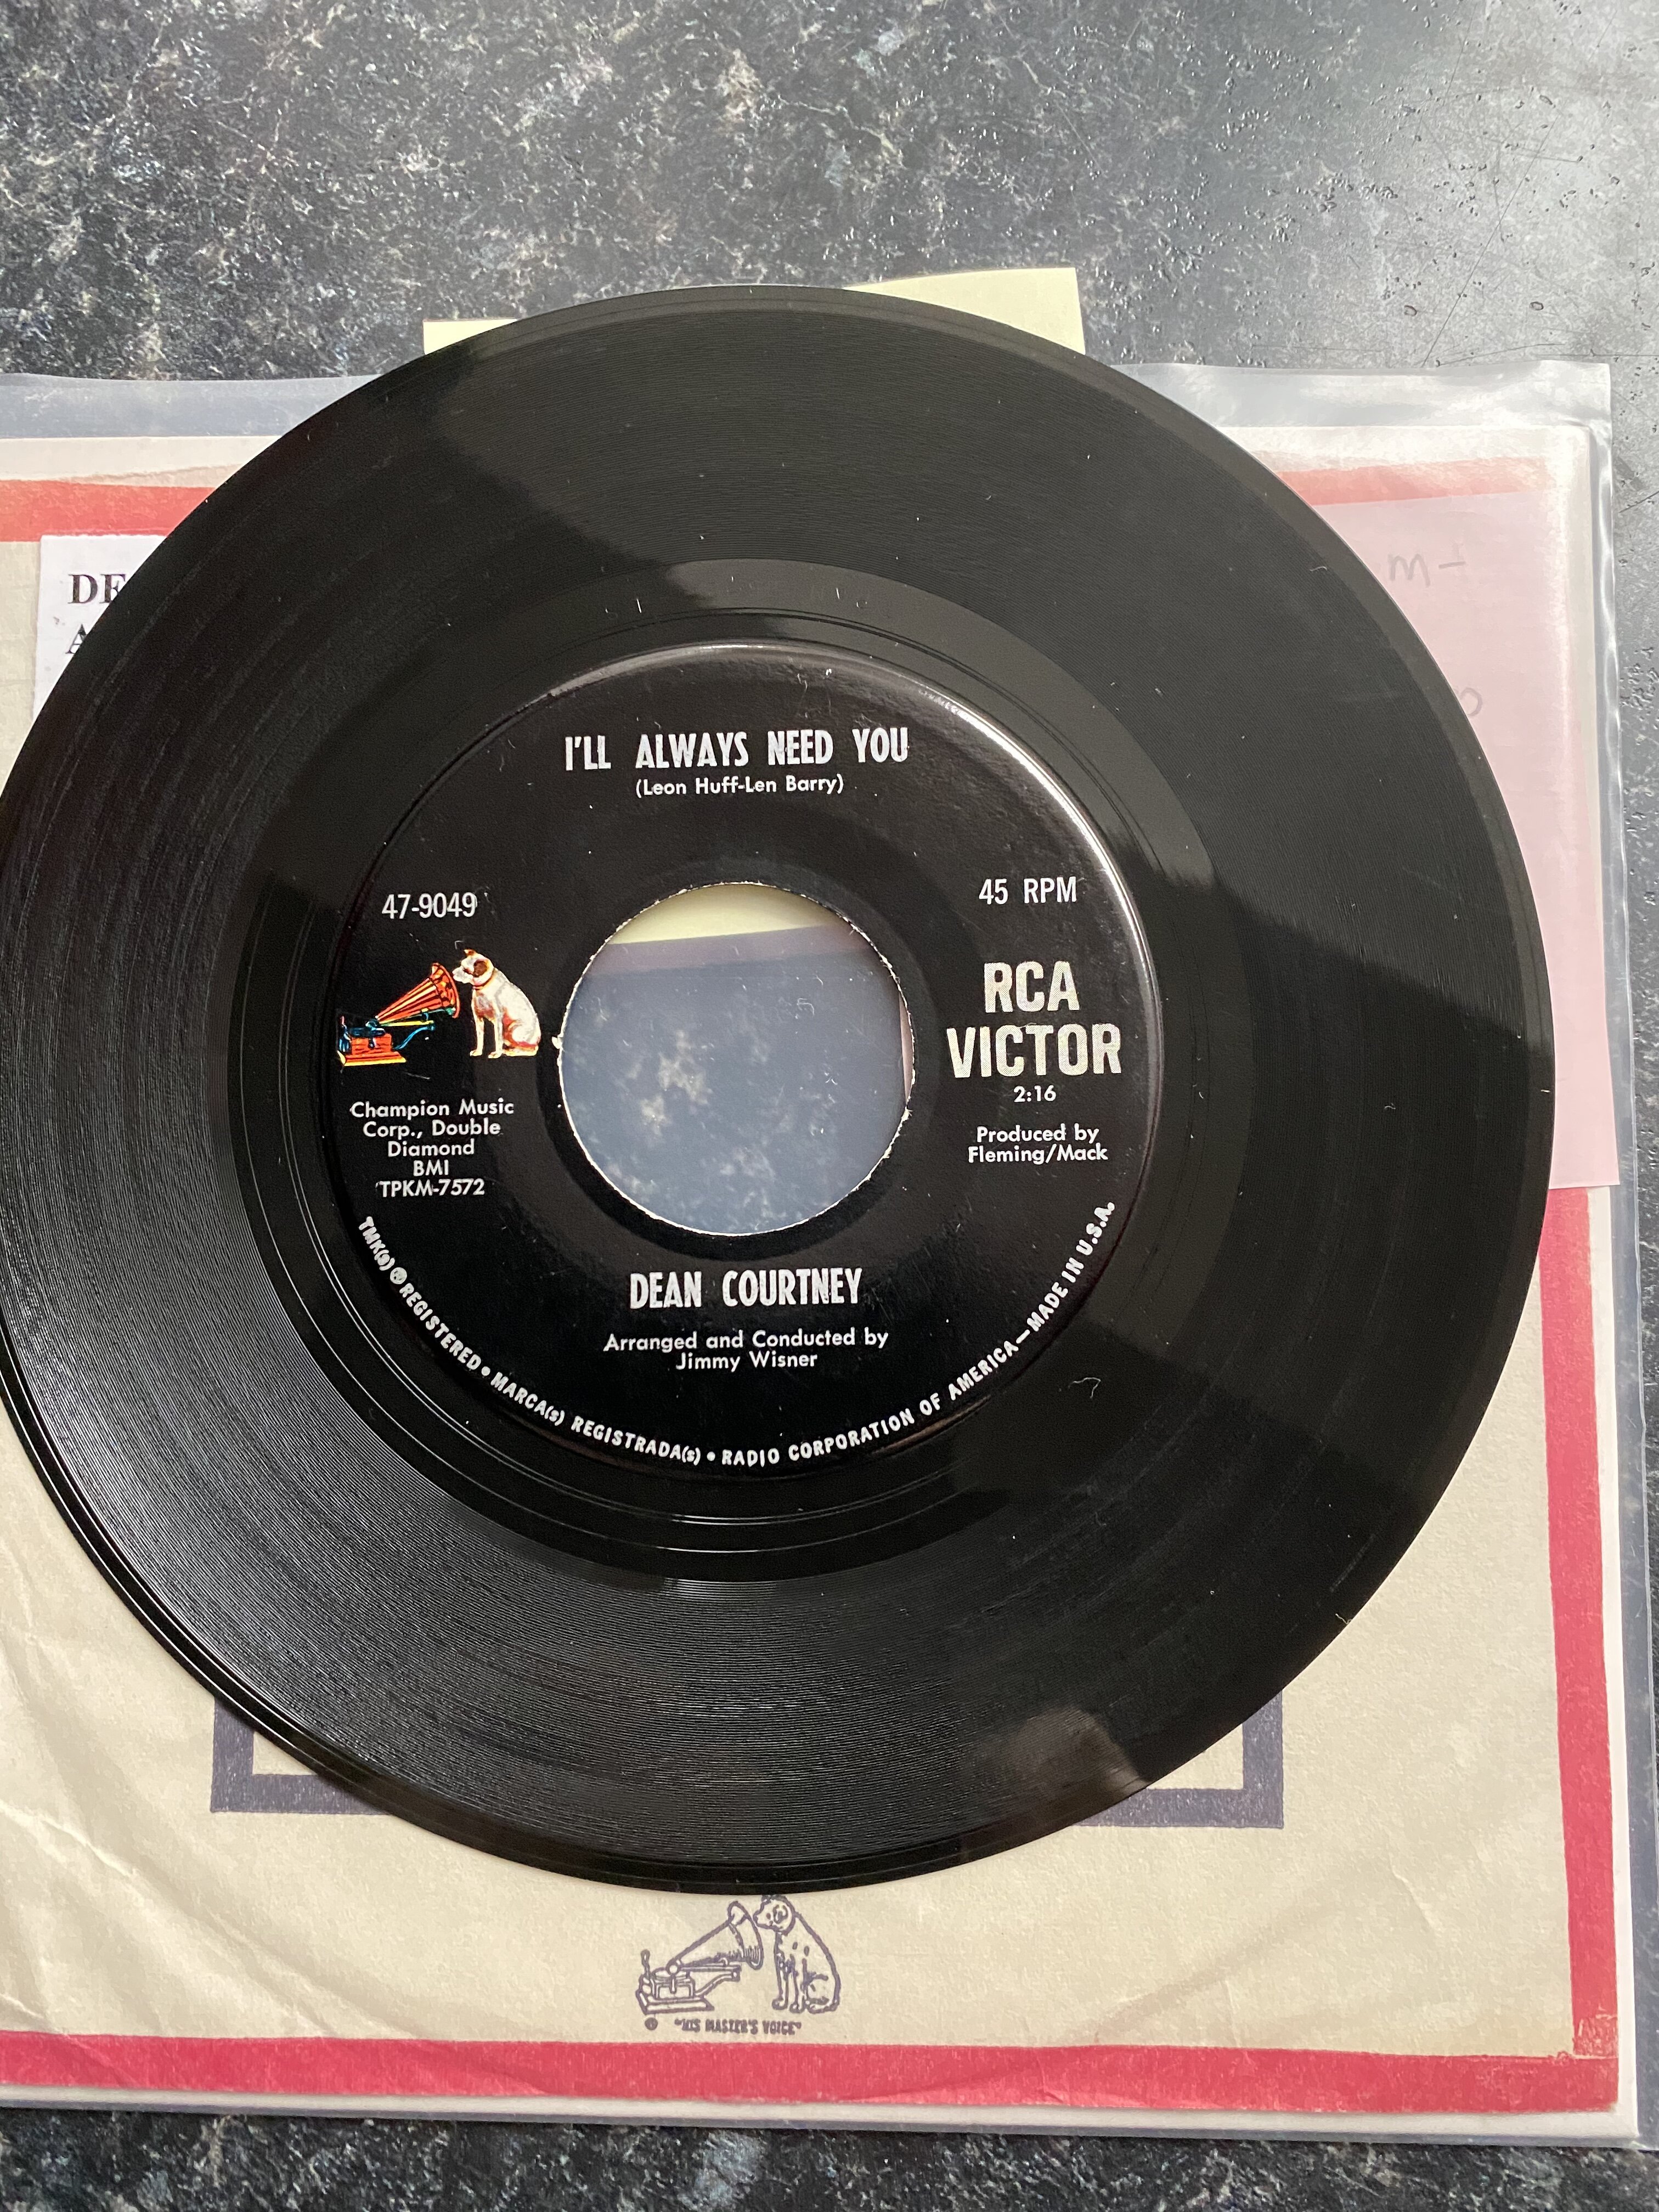 I'LL ALWAYS NEED YOU
(Leon Huff-Len Barry)
47-9049
45 RPM
RCA
VICTOR
2:16
Produced by
Fleming/Mack
Champion Music
Corp., Double
Diamond
BMI
TPKM-7572
DEAN COURTNEY
Arranged and Conducted by
Jimmy Wisner
TMK(s) ® REGISTERED • MARCA(s) REGISTRADA(s) • RADIO CORPORATION OF AMERICA—MADE IN U.S.A.
DE
A
M-
"HIS MASTER'S VOICE"